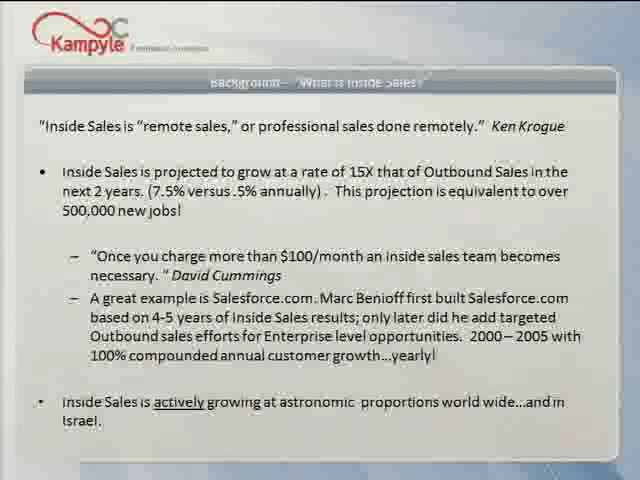 Kampyle
Background – "What is Inside Sales?"
"Inside Sales is "remote sales," or professional sales done remotely." Ken Krogue
• Inside Sales is projected to grow at a rate of 15X that of Outbound Sales in the
next 2 years. (7.5% versus .5% annually) . This projection is equivalent to over
500,000 new jobs!
– "Once you charge more than $100/month an inside sales team becomes
necessary. " David Cummings
– A great example is Salesforce.com. Marc Benioff first built Salesforce.com
based on 4-5 years of Inside Sales results; only later did he add targeted
Outbound sales efforts for Enterprise level opportunities. 2000 – 2005 with
100% compounded annual customer growth...yearly!
• Inside Sales is actively growing at astronomic proportions world wide...and in
Israel.